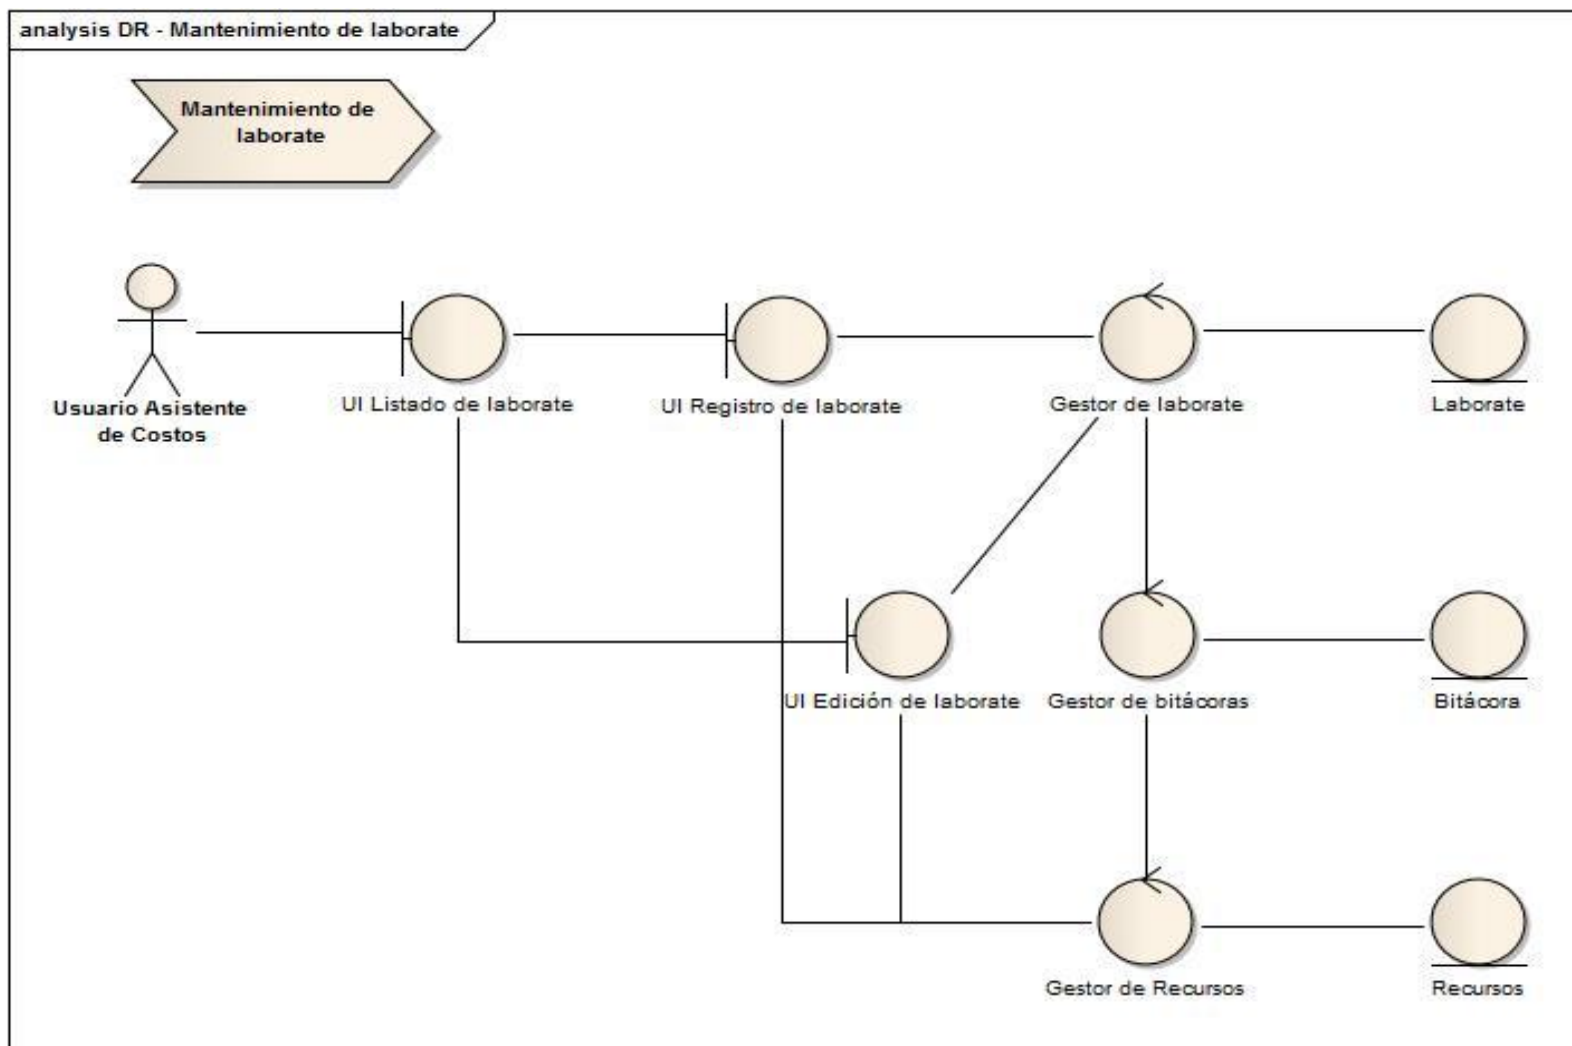 analysis DR - Mantenimiento de laborate
Mantenimiento de
laborate
Usuario Asistente
de Costos
UI Listado de laborate
UI Registro de laborate
Gestor de laborate
Laborate
UI Edición de laborate
Gestor de bitácoras
Bitácora
Gestor de Recursos
Recursos